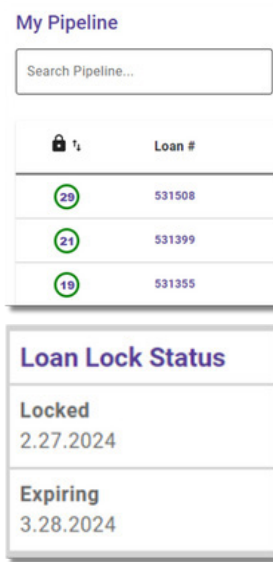 My Pipeline
Search Pipeline...
Loan #
29 531508
21 531399
19 531355
Loan Lock Status
Locked
2.27.2024
Expiring
3.28.2024